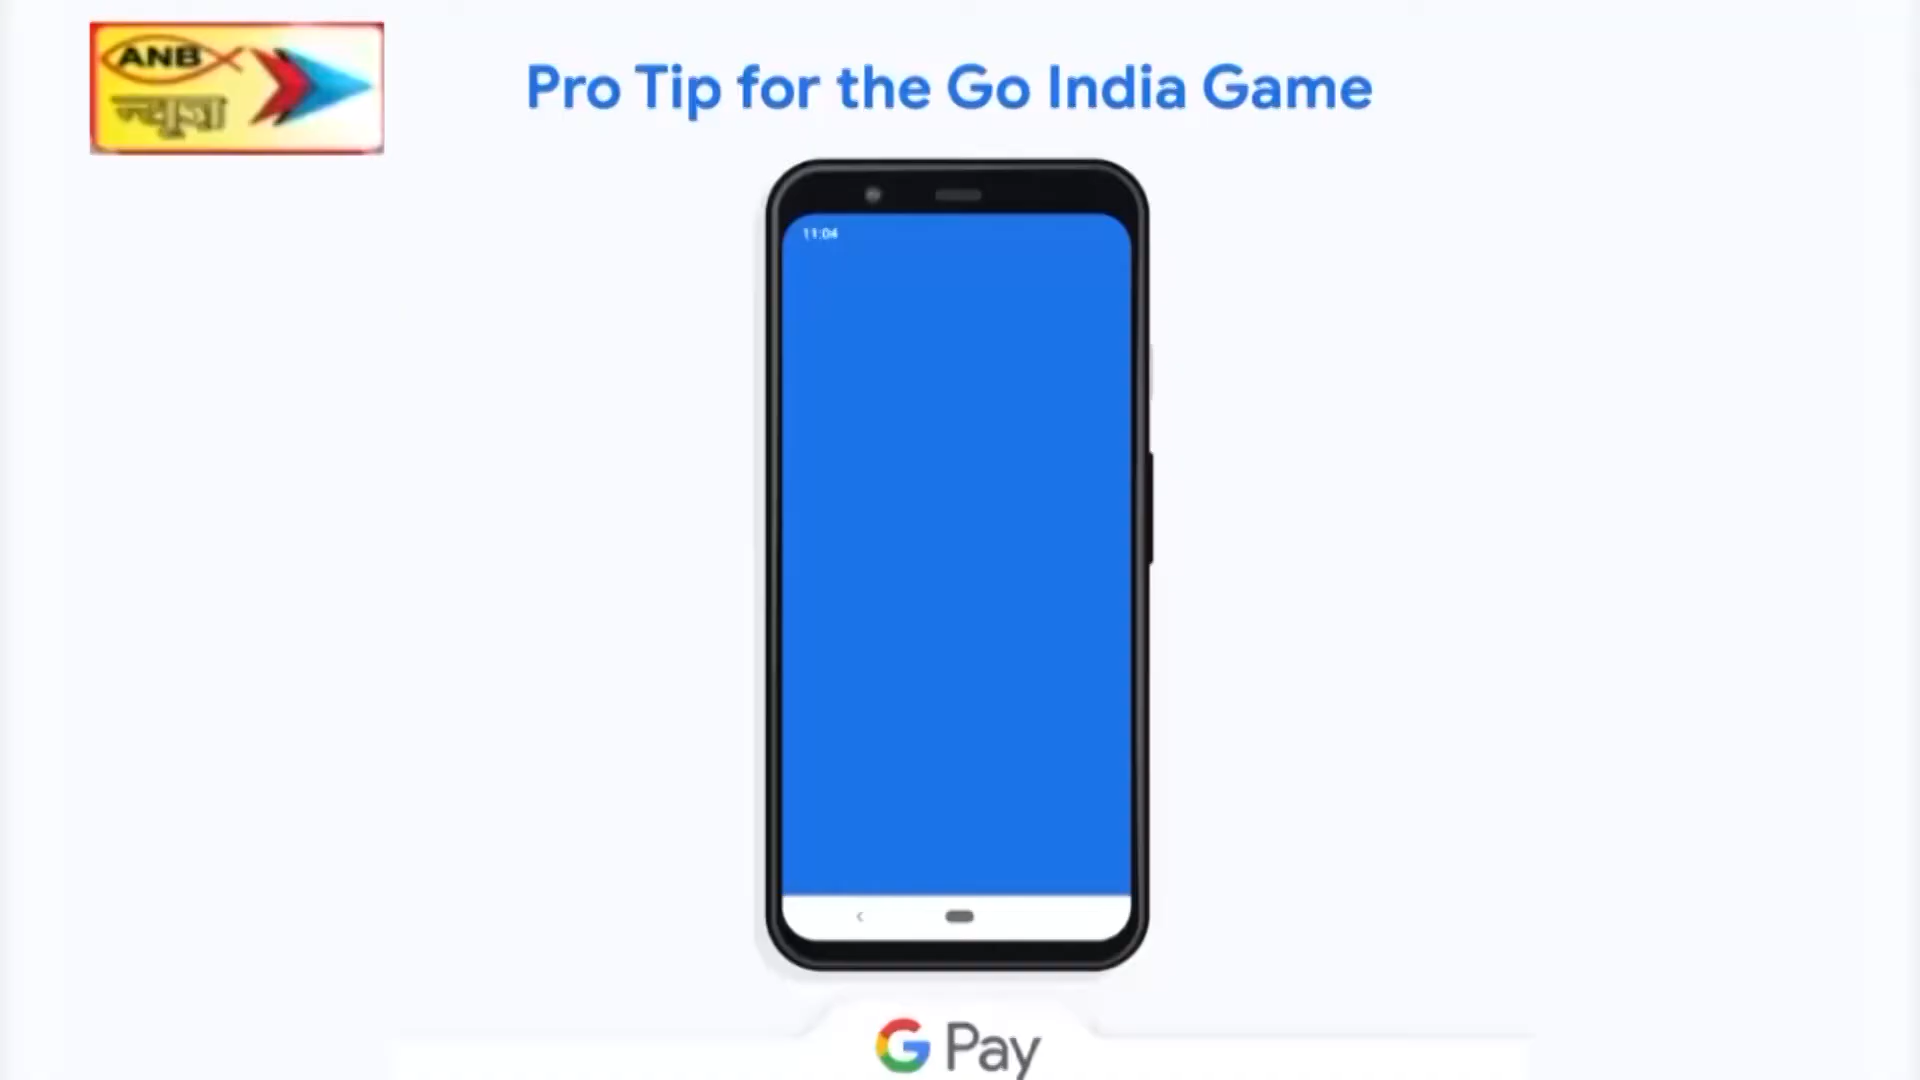 ANB
न्यूज़
Pro Tip for the Go India Game
11:04
G Pay